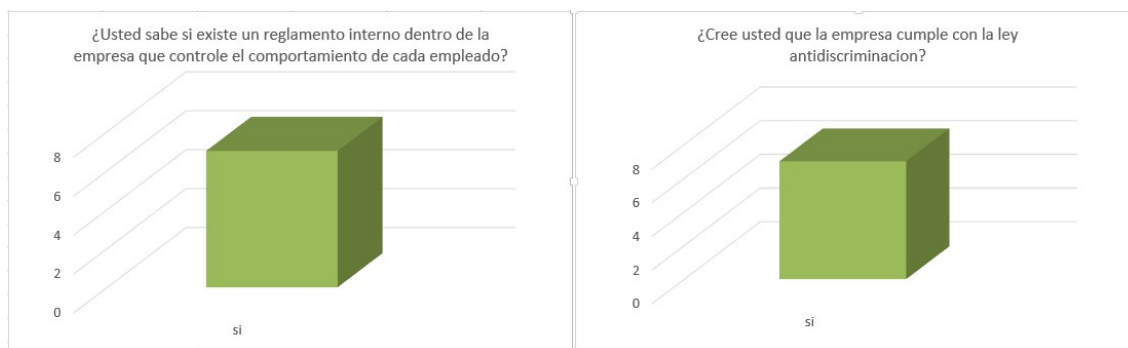 ¿Usted sabe si existe un reglamento interno dentro de la
empresa que controle el comportamiento de cada empleado?
8
6
4
2
0
si
¿Cree usted que la empresa cumple con la ley
antidiscriminacion?
8
6
4
2
0
si